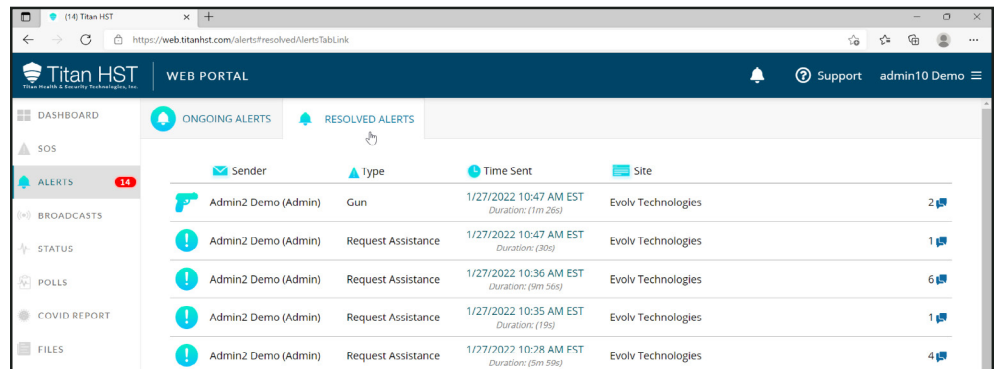 (14) Titan HST
https://web.titanhst.com/alerts#resolvedAlertsTabLink
Titan HST
Titan Health & Security Technologies, Inc.
WEB PORTAL
Support
admin10 Demo
DASHBOARD
SOS
ALERTS 14
BROADCASTS
STATUS
POLLS
COVID REPORT
FILES
ONGOING ALERTS RESOLVED ALERTS
Sender Type Time Sent Site
Admin2 Demo (Admin) Gun 1/27/2022 10:47 AM EST Evolv Technologies 2
Duration: (1m 26s)
Admin2 Demo (Admin) Request Assistance 1/27/2022 10:47 AM EST Evolv Technologies 1
Duration: (30s)
Admin2 Demo (Admin) Request Assistance 1/27/2022 10:36 AM EST Evolv Technologies 6
Duration: (9m 56s)
Admin2 Demo (Admin) Request Assistance 1/27/2022 10:35 AM EST Evolv Technologies 1
Duration: (19s)
Admin2 Demo (Admin) Request Assistance 1/27/2022 10:28 AM EST Evolv Technologies 4
Duration: (5m 59s)